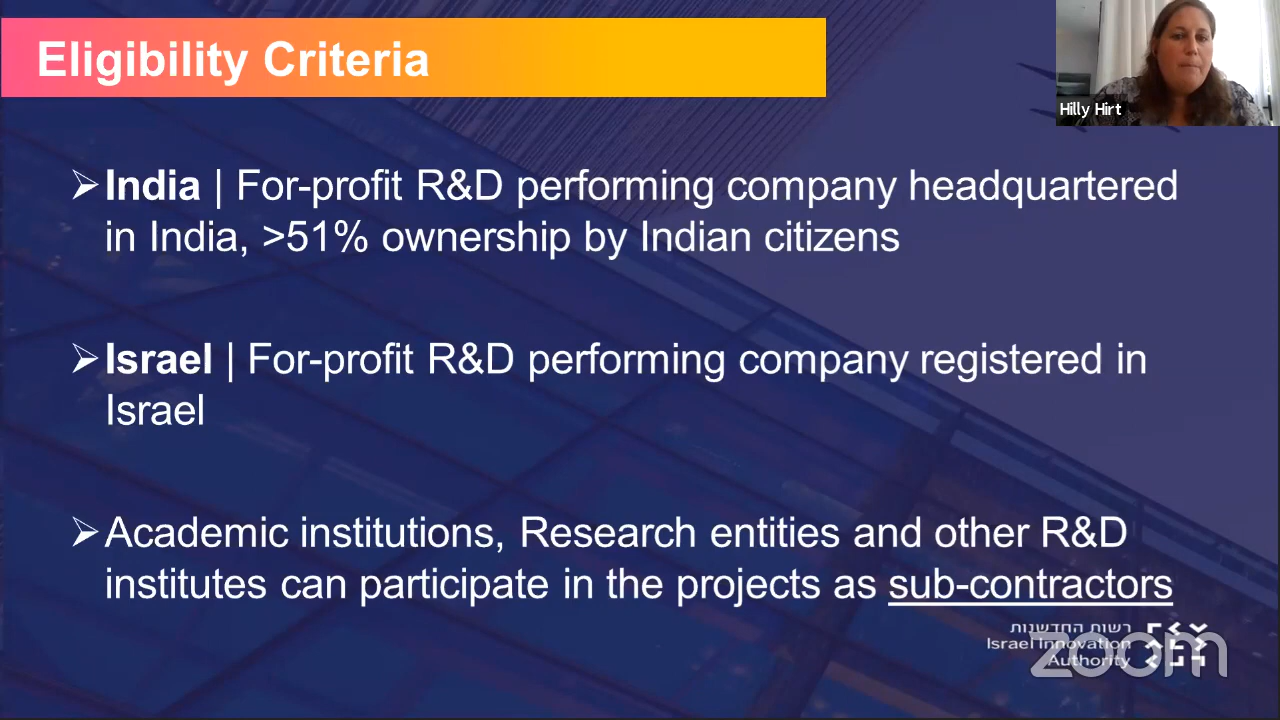 Eligibility Criteria
Hilly Hirt
➢India | For-profit R&D performing company headquartered
in India, >51% ownership by Indian citizens
➢Israel | For-profit R&D performing company registered in
Israel
➢Academic institutions, Research entities and other R&D
institutes can participate in the projects as sub-contractors
רשות החדשנות
Israel Innovation
Authority
zoom